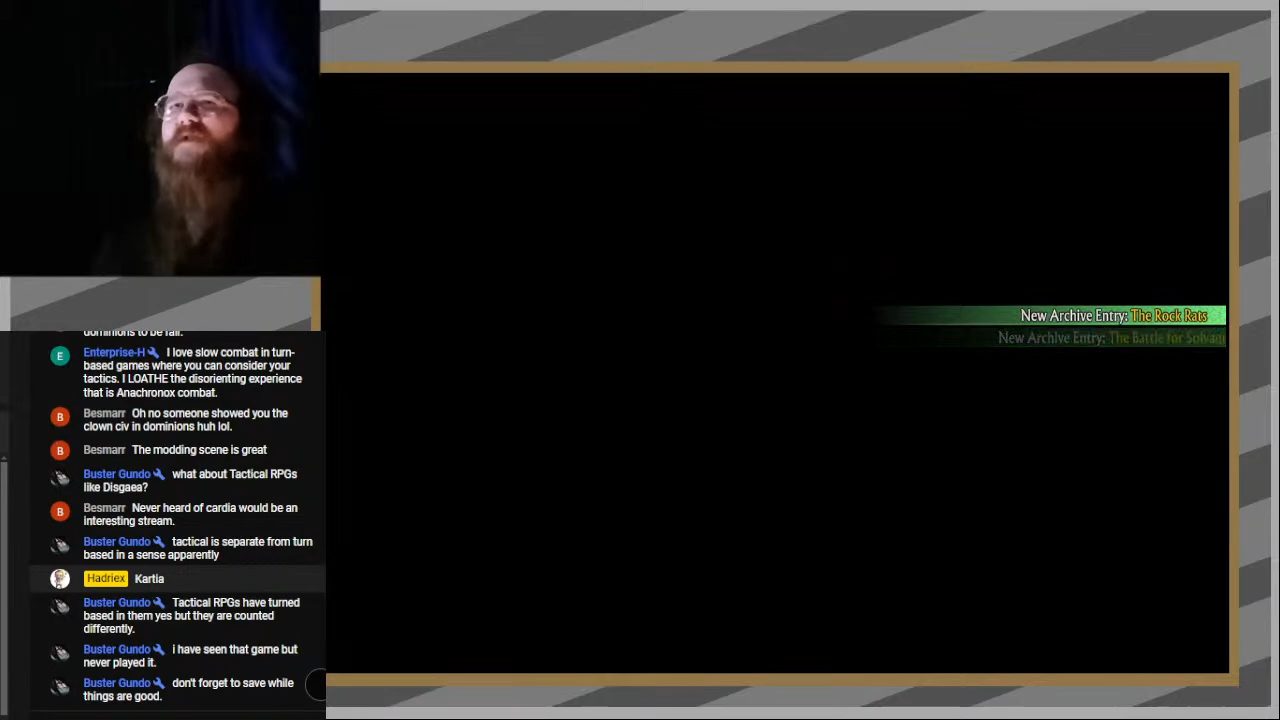 dominions to be fair.
Enterprise-H I love slow combat in turn-
based games where you can consider your
tactics. I LOATHE the disorienting experience
that is Anachronox combat.
Besmarr Oh no someone showed you the
clown civ in dominions huh lol.
Besmarr The modding scene is great
Buster Gundo what about Tactical RPGs
like Disgaea?
Besmarr Never heard of cardia would be an
interesting stream.
Buster Gundo tactical is separate from turn
based in a sense apparently
Hadriex Kartia
Buster Gundo Tactical RPGs have turned
based in them yes but they are counted
differently.
Buster Gundo i have seen that game but
never played it.
Buster Gundo don't forget to save while
things are good.
New Archive Entry: The Rock Rats
New Archive Entry: The Battle for